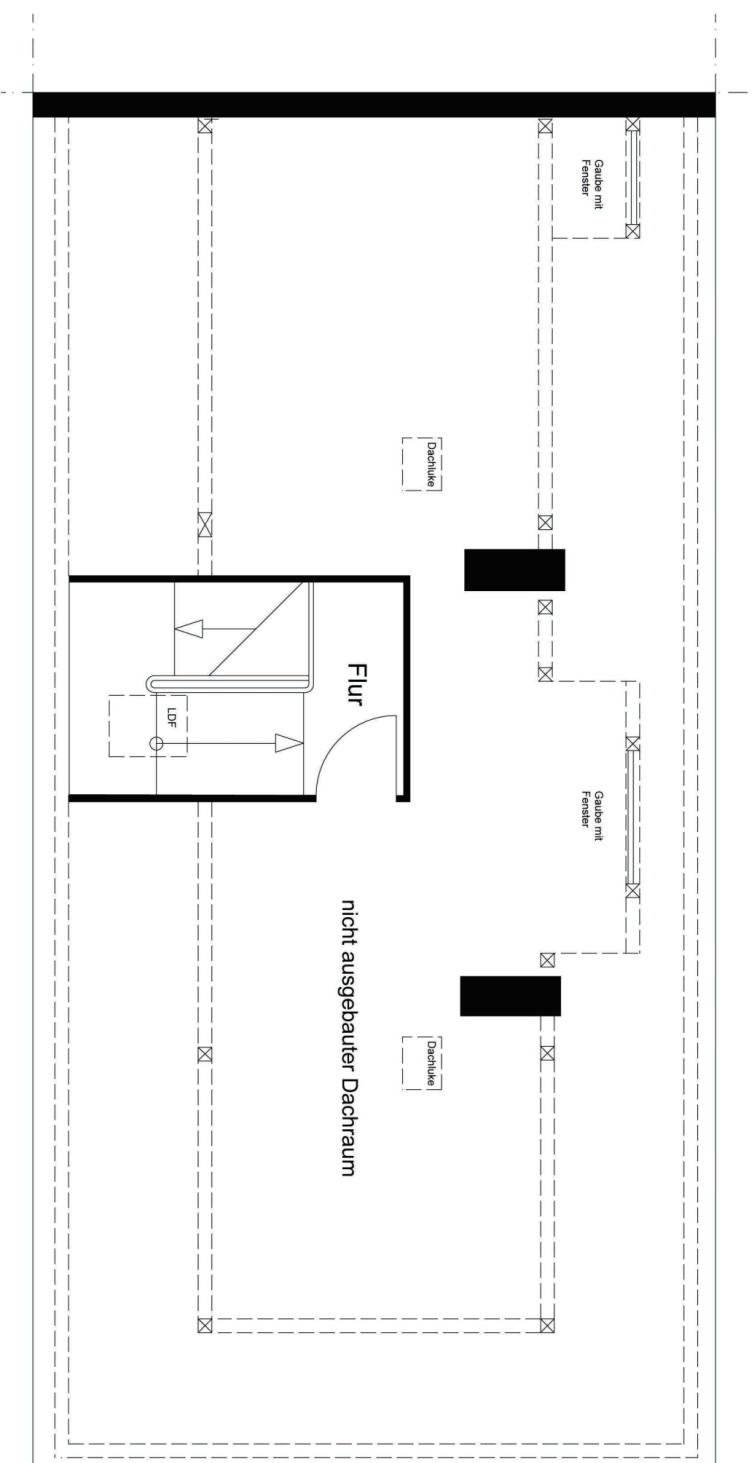 Gaube mit
Fenster
Dachluke
Flur
LDF
Gaube mit
Fenster
nicht ausgebauter Dachraum
Dachluke